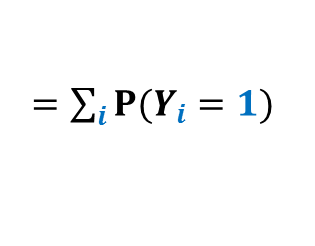 = ∑ᵢ P(Yᵢ = 1)